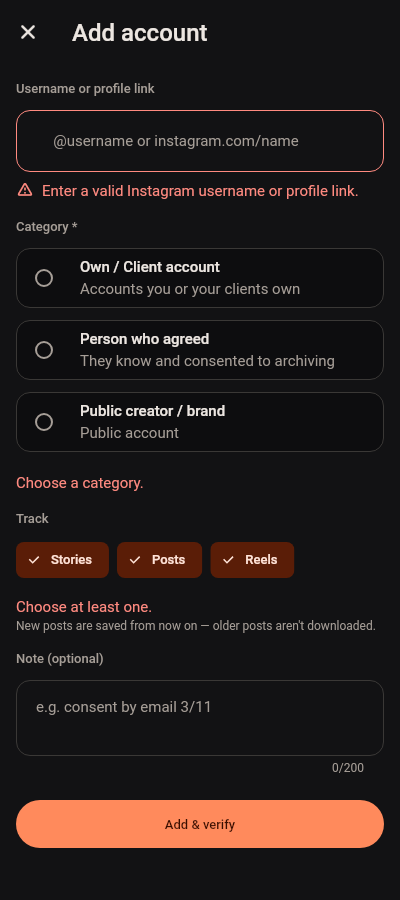 Add account
Username or profile link
@username or instagram.com/name
Enter a valid Instagram username or profile link.
Category *
Own / Client account
Accounts you or your clients own
Person who agreed
They know and consented to archiving
Public creator / brand
Public account
Choose a category.
Track
Stories Posts Reels
Choose at least one.
New posts are saved from now on — older posts aren't downloaded.
Note (optional)
e.g. consent by email 3/11
0/200
Add & verify